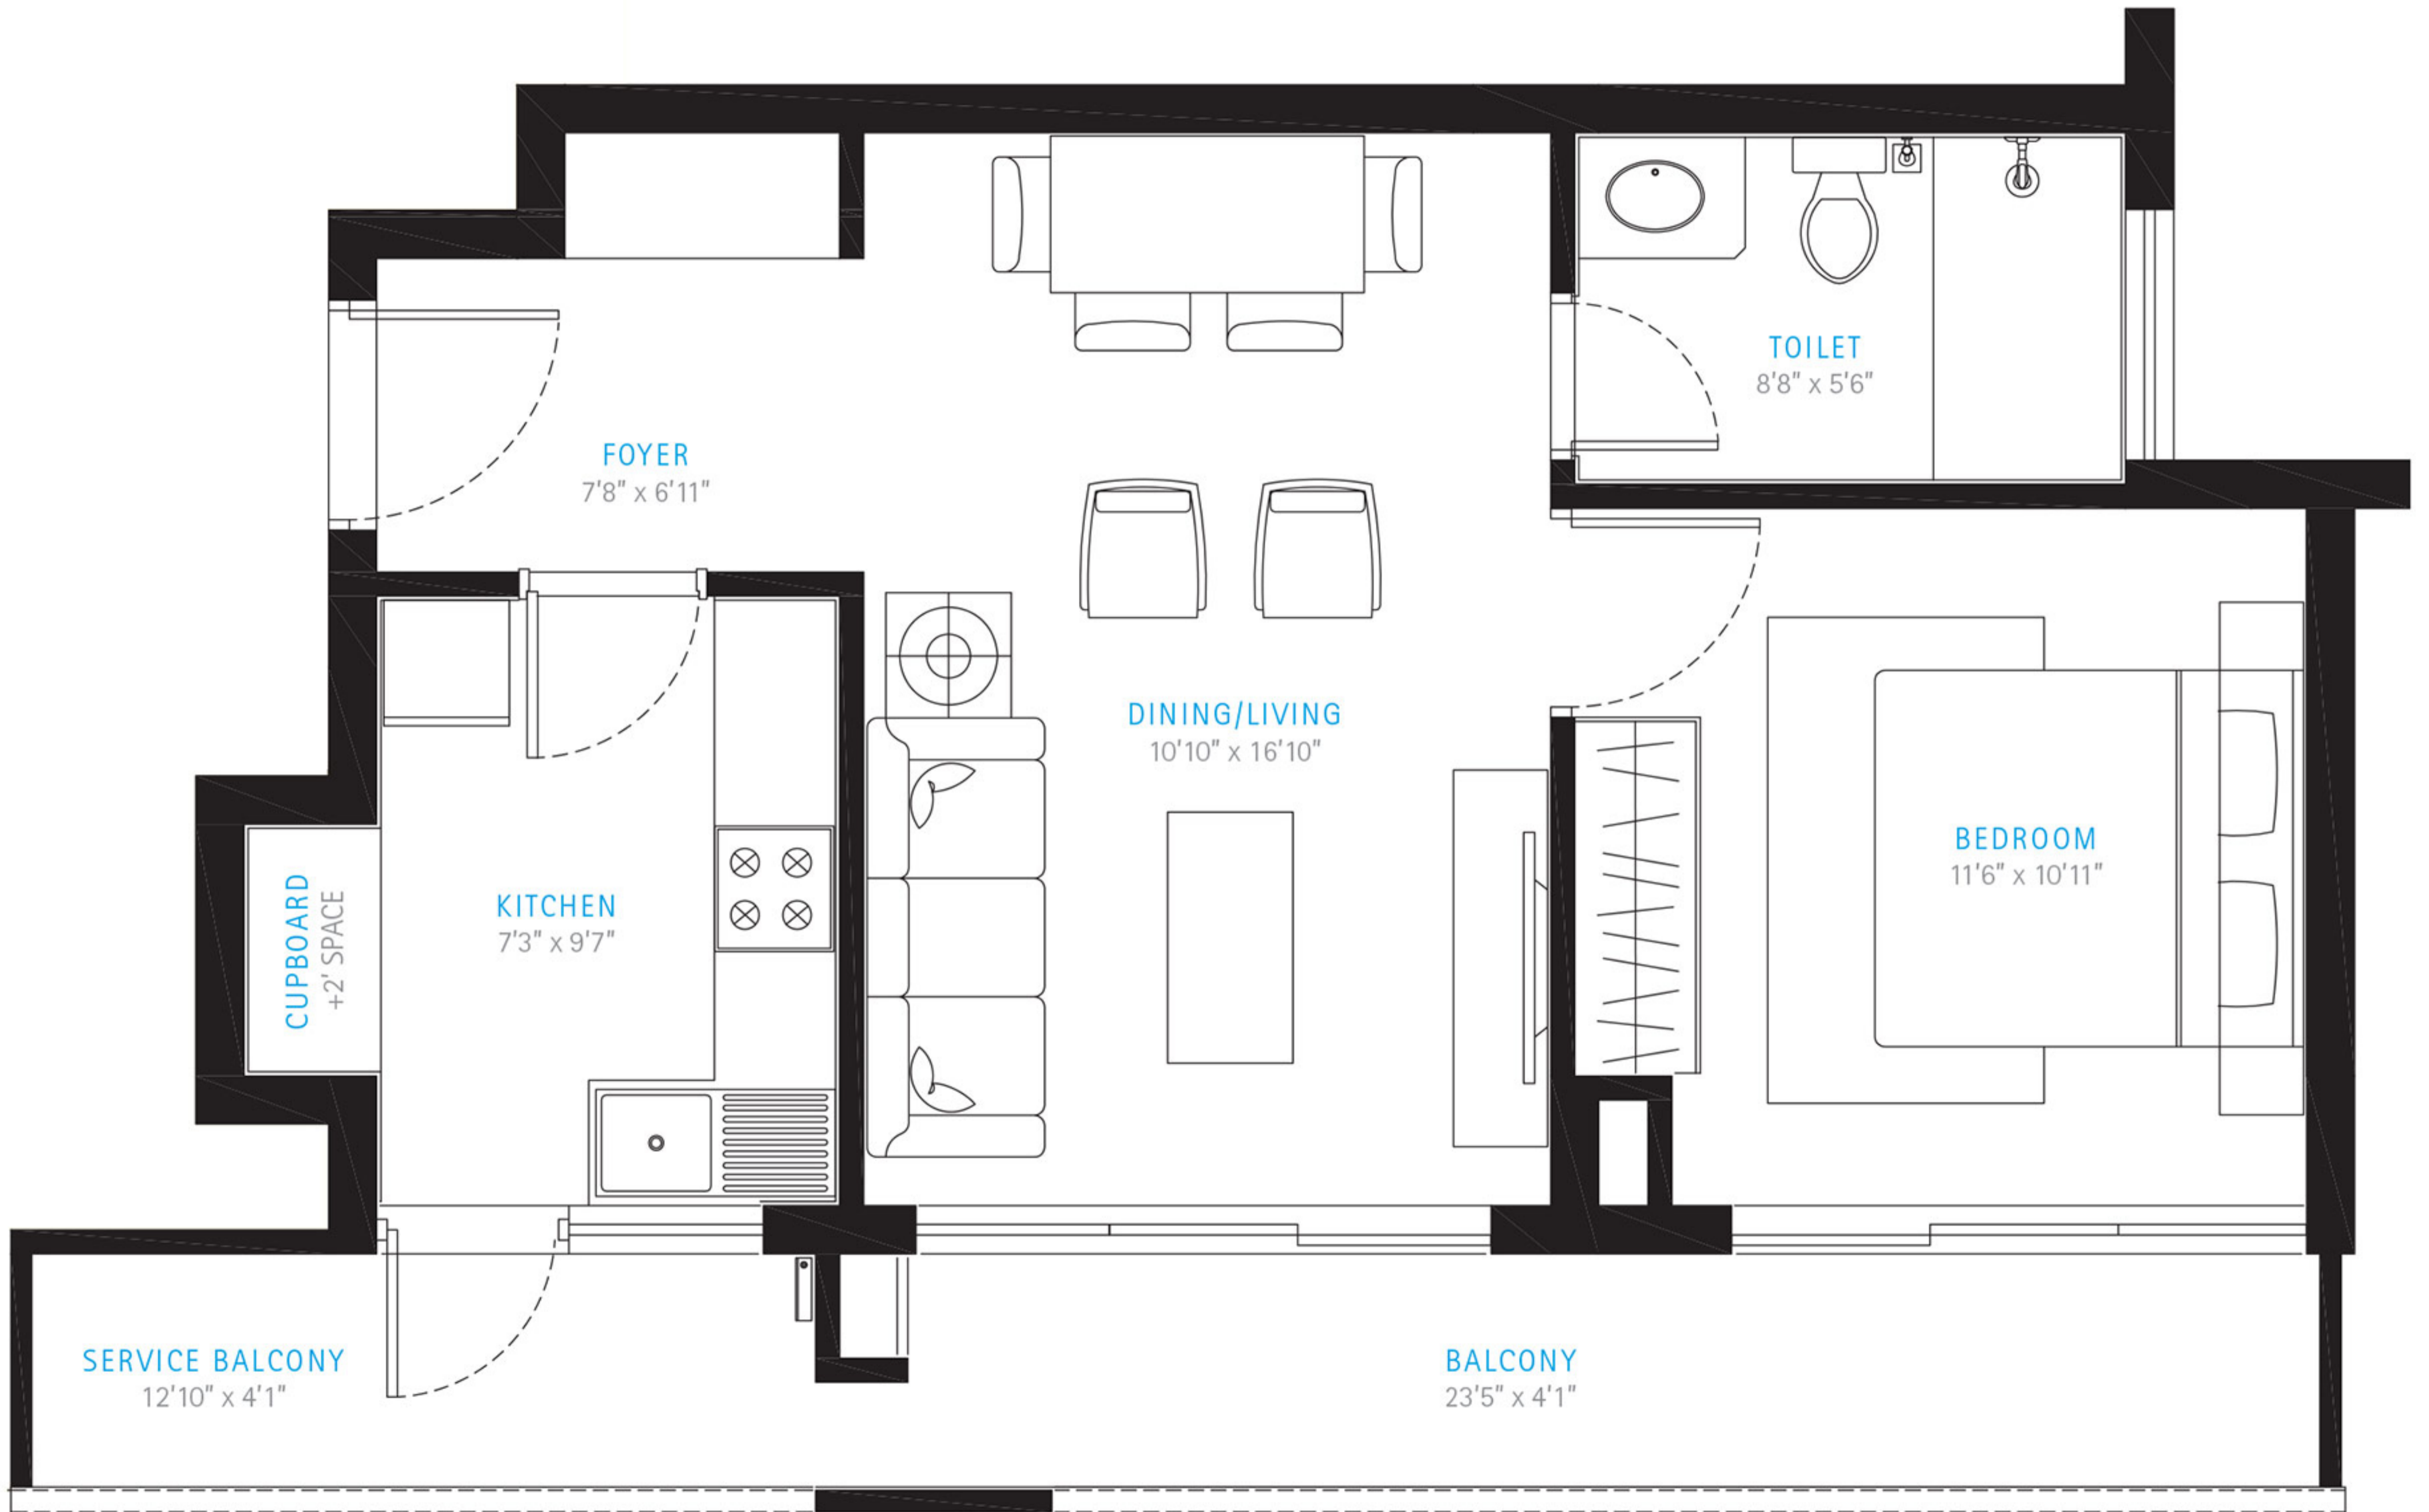 TOILET
8'8" x 5'6"
FOYER
7'8" x 6'11"
DINING/LIVING
10'10" x 16'10"
BEDROOM
11'6" x 10'11"
KITCHEN
7'3" x 9'7"
CUPBOARD
+2' SPACE
SERVICE BALCONY
12'10" x 4'1"
BALCONY
23'5" x 4'1"